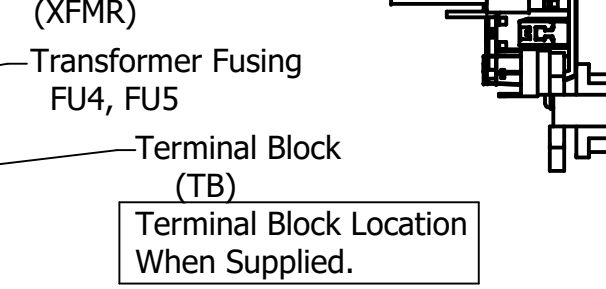 (XFMR)
Transformer Fusing
FU4, FU5
Terminal Block
(TB)
Terminal Block Location
When Supplied.